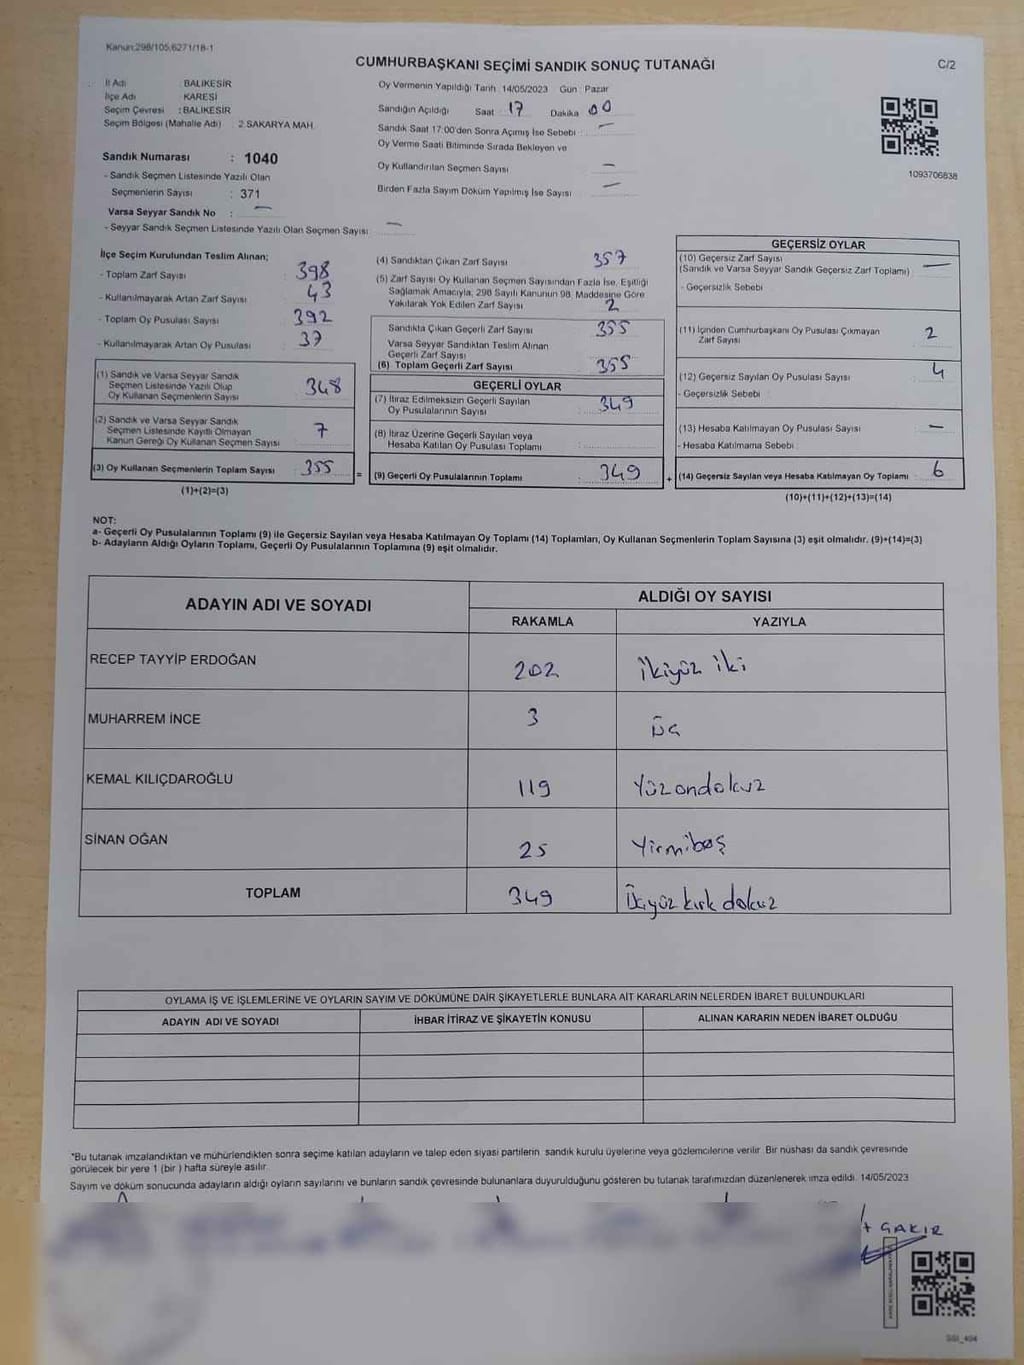 Kanun:298/105;6271/18-1
CUMHURBAŞKANI SEÇİMİ SANDIK SONUÇ TUTANAĞI
C/2
İl Adı : BALIKESİR
İlçe Adı : KARESİ
Seçim Çevresi : BALIKESİR
Seçim Bölgesi (Mahalle Adı) : 2.SAKARYA MAH.
Sandık Numarası : 1040
- Sandık Seçmen Listesinde Yazılı Olan
Seçmenlerin Sayısı : 371
Varsa Seyyar Sandık No : —
- Seyyar Sandık Seçmen Listesinde Yazılı Olan Seçmen Sayısı : —
Oy Vermenin Yapıldığı Tarih : 14/05/2023 Gün : Pazar
Sandığın Açıldığı Saat : 17 Dakika : 00
Sandık Saat 17:00'den Sonra Açılmış İse Sebebi : —
Oy Verme Saati Bitiminde Sırada Bekleyen ve
Oy Kullandırılan Seçmen Sayısı : —
Birden Fazla Sayım Döküm Yapılmış İse Sayısı : —
1093706838
İlçe Seçim Kurulundan Teslim Alınan;
- Toplam Zarf Sayısı : 398
- Kullanılmayarak Artan Zarf Sayısı : 43
- Toplam Oy Pusulası Sayısı : 392
- Kullanılmayarak Artan Oy Pusulası : 37
(1) Sandık ve Varsa Seyyar Sandık
Seçmen Listesinde Yazılı Olup
Oy Kullanan Seçmenlerin Sayısı : 348
(2) Sandık ve Varsa Seyyar Sandık
Seçmen Listesinde Kayıtlı Olmayan
Kanun Gereği Oy Kullanan Seçmen Sayısı : 7
(3) Oy Kullanan Seçmenlerin Toplam Sayısı : 355 =
(1)+(2)=(3)
(4) Sandıktan Çıkan Zarf Sayısı : 357
(5) Zarf Sayısı Oy Kullanan Seçmen Sayısından Fazla İse, Eşitliği
Sağlamak Amacıyla; 298 Sayılı Kanunun 98. Maddesine Göre
Yakılarak Yok Edilen Zarf Sayısı : 2
Sandıkta Çıkan Geçerli Zarf Sayısı : 355
Varsa Seyyar Sandıktan Teslim Alınan
Geçerli Zarf Sayısı :
(6) Toplam Geçerli Zarf Sayısı : 355
GEÇERLİ OYLAR
(7) İtiraz Edilmeksizin Geçerli Sayılan
Oy Pusulalarının Sayısı : 349
(8) İtiraz Üzerine Geçerli Sayılan veya
Hesaba Katılan Oy Pusulası Toplamı :
(9) Geçerli Oy Pusulalarının Toplamı : 349 +
GEÇERSİZ OYLAR
(10) Geçersiz Zarf Sayısı : —
(Sandık ve Varsa Seyyar Sandık Geçersiz Zarf Toplamı)
- Geçersizlik Sebebi :
(11) İçinden Cumhurbaşkanı Oy Pusulası Çıkmayan
Zarf Sayısı : 2
(12) Geçersiz Sayılan Oy Pusulası Sayısı : 4
- Geçersizlik Sebebi :
(13) Hesaba Katılmayan Oy Pusulası Sayısı : —
- Hesaba Katılmama Sebebi :
(14) Geçersiz Sayılan veya Hesaba Katılmayan Oy Toplamı : 6
(10)+(11)+(12)+(13)=(14)
NOT:
a- Geçerli Oy Pusulalarının Toplamı (9) ile Geçersiz Sayılan veya Hesaba Katılmayan Oy Toplamı (14) Toplamları, Oy Kullanan Seçmenlerin Toplam Sayısına (3) eşit olmalıdır. (9)+(14)=(3)
b- Adayların Aldığı Oyların Toplamı, Geçerli Oy Pusulalarının Toplamına (9) eşit olmalıdır.
ADAYIN ADI VE SOYADI
ALDIĞI OY SAYISI
RAKAMLA YAZIYLA
RECEP TAYYİP ERDOĞAN 202 İkiyüz iki
MUHARREM İNCE 3 Üç
KEMAL KILIÇDAROĞLU 119 Yüzondokuz
SİNAN OĞAN 25 Yirmibeş
TOPLAM 349 Üçyüz kırk dokuz
OYLAMA İŞ VE İŞLEMLERİNE VE OYLARIN SAYIM VE DÖKÜMÜNE DAİR ŞİKAYETLERLE BUNLARA AİT KARARLARIN NELERDEN İBARET BULUNDUKLARI
ADAYIN ADI VE SOYADI İHBAR İTİRAZ VE ŞİKAYETİN KONUSU ALINAN KARARIN NEDEN İBARET OLDUĞU
*Bu tutanak imzalandıktan ve mühürlendikten sonra seçime katılan adayların ve talep eden siyasi partilerin sandık kurulu üyelerine veya gözlemcilerine verilir. Bir nüshası da sandık çevresinde
görülecek bir yere 1 (bir ) hafta süreyle asılır.
Sayım ve döküm sonucunda adayların aldığı oyların sayılarını ve bunların sandık çevresinde bulunanlara duyurulduğunu gösteren bu tutanak tarafımızdan düzenlenerek imza edildi. 14/05/2023
ÇAKIR
SSI_404